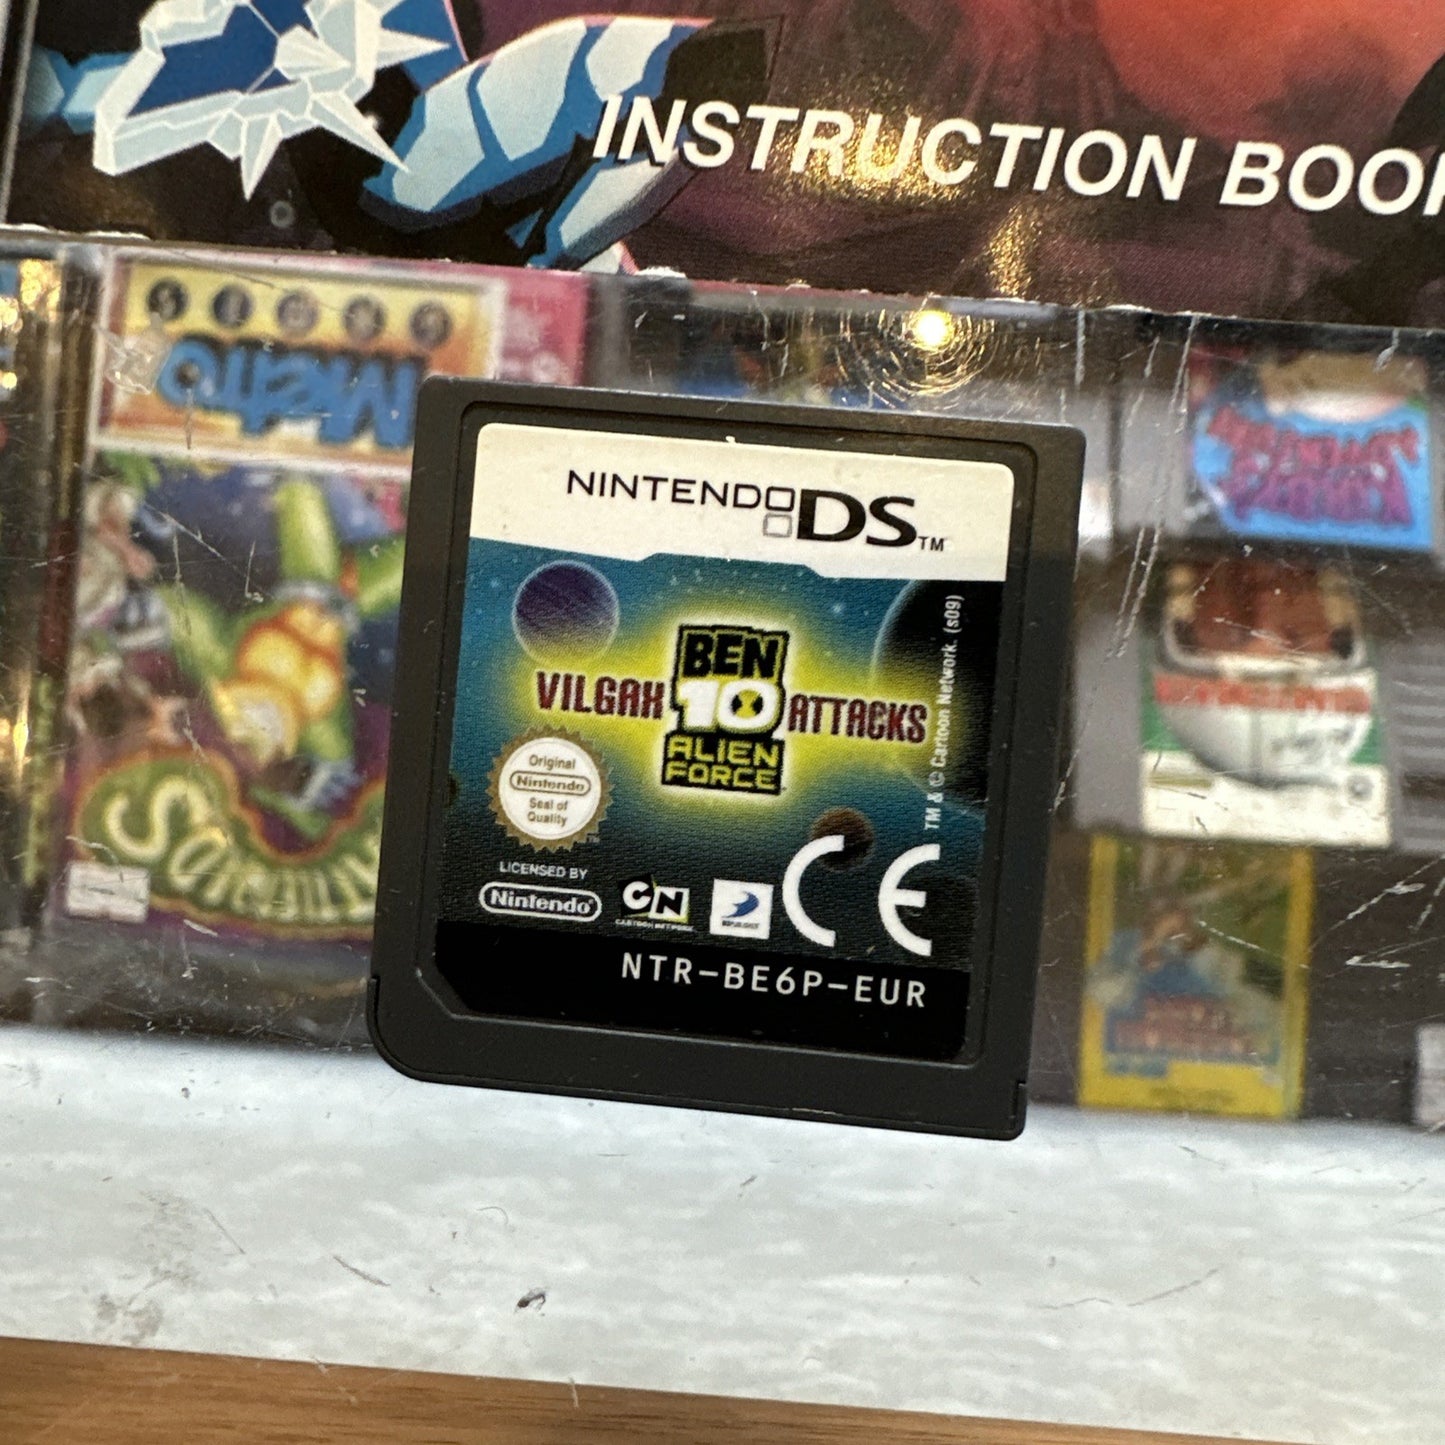 INSTRUCTION BOOK
NINTENDO DS™
BEN
10
VILGAX ATTACKS
ALIEN
FORCE
TM & © Cartoon Network. (s09)
Original
Nintendo
Seal of
Quality
LICENSED BY
Nintendo
CN
CARTOON NETWORK
CE
NTR-BE6P-EUR